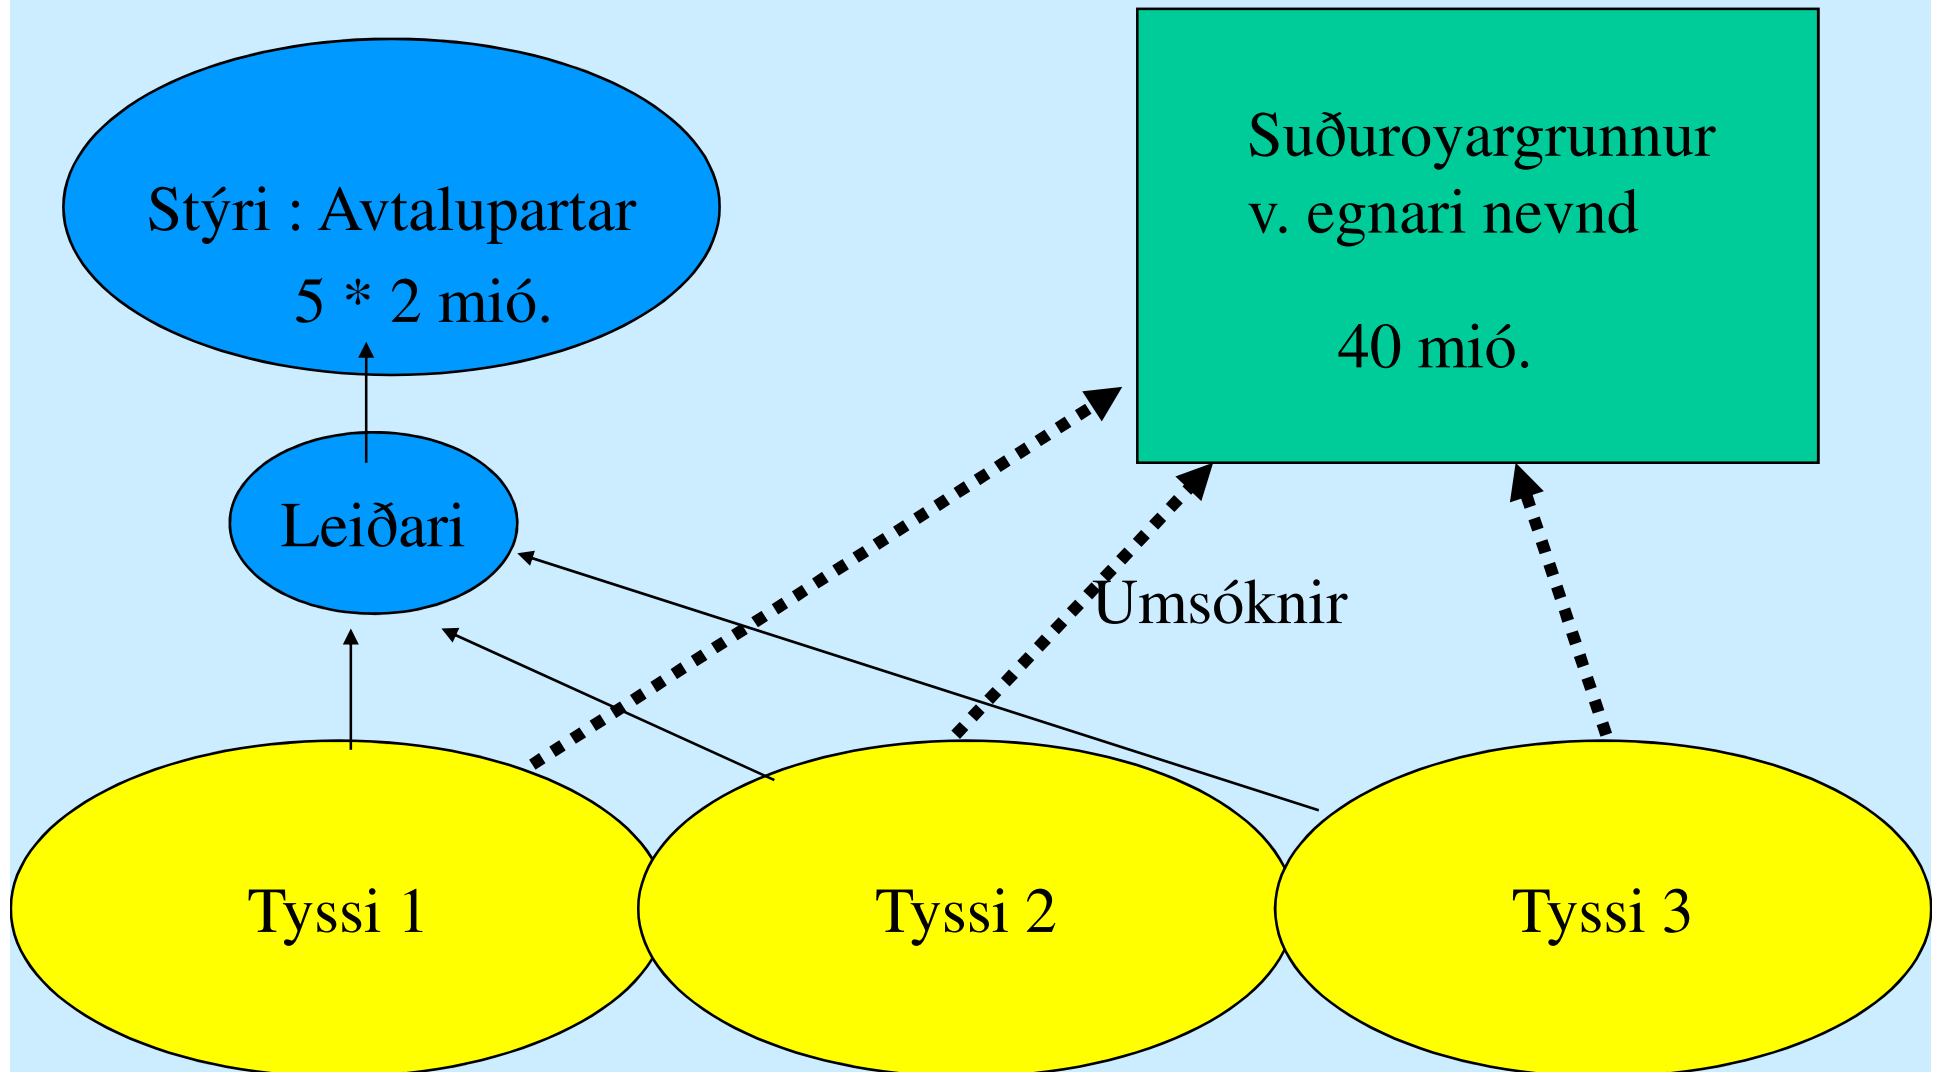 Stýri : Avtalupartar
5 * 2 mió.
Suðuroyargrunnur
v. egnari nevnd
40 mió.
Leiðari
Umsóknir
Tyssi 1
Tyssi 2
Tyssi 3